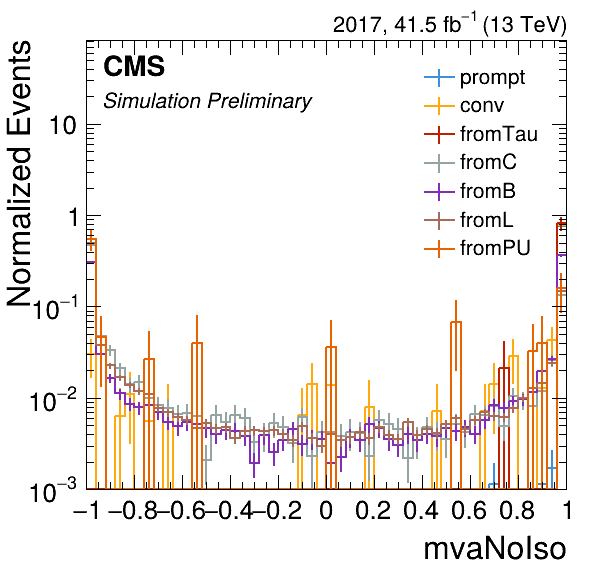 2017, 41.5 fb⁻¹ (13 TeV)
CMS
Simulation Preliminary
prompt
conv
fromTau
fromC
fromB
fromL
fromPU
Normalized Events
10
1
10⁻¹
10⁻²
10⁻³
−1 −0.8 −0.6 −0.4 −0.2 0 0.2 0.4 0.6 0.8 1
mvaNoIso